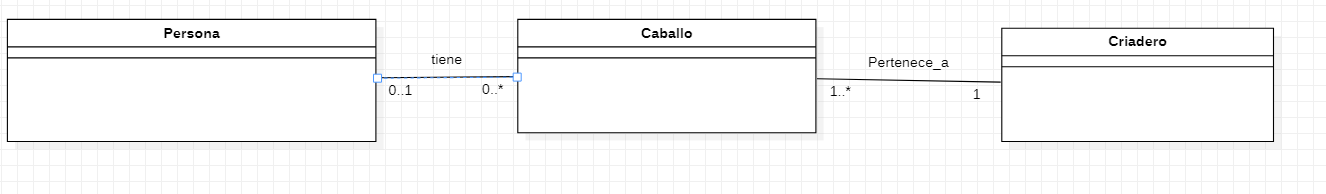 Persona
tiene
0..1
0..*
Caballo
Pertenece_a
1..*
1
Criadero